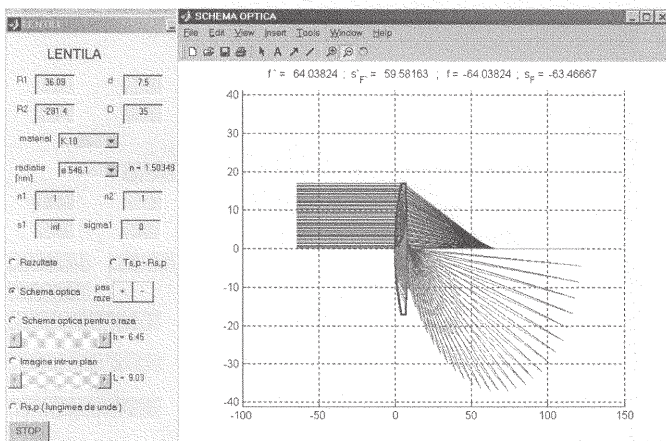 LENTILA
R1 36.09 d 7.5
R2 -281.4 D 35
material K 10
radiatie e 546.1 n = 1.50349
[nm]
n1 1 n2 1
s1 inf sigma1 0
Rezultate Ts,p - Rs,p
Schema optica pas + -
raze
Schema optica pentru o raza
h = 6.45
Imagine intr-un plan
L = 9.03
Rs,p ( lungimea de unda )
STOP
SCHEMA OPTICA
File Edit View Insert Tools Window Help
f' = 64.03824 ; s'F' = 59.58163 ; f = -64.03824 ; sF = -63.46667
40
30
20
10
0
-10
-20
-30
-40
-100 -50 0 50 100 150